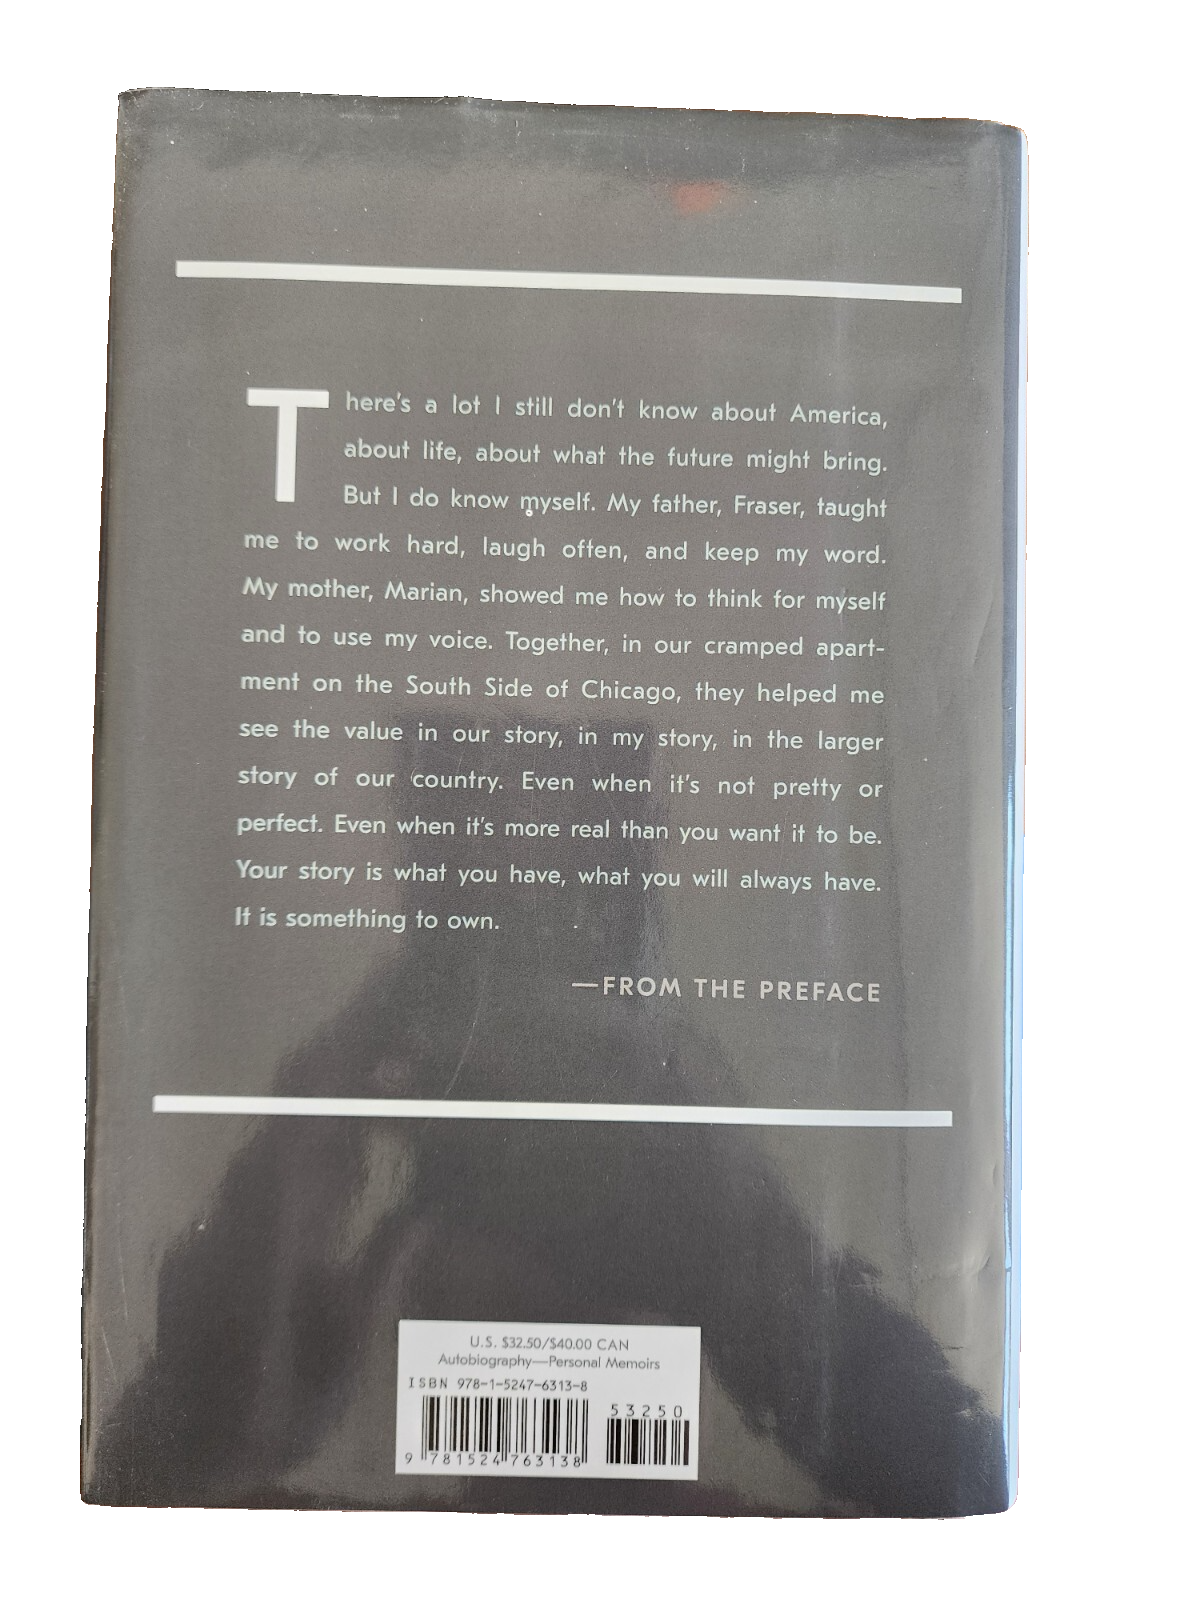 There's a lot I still don't know about America,
about life, about what the future might bring.
But I do know myself. My father, Fraser, taught
me to work hard, laugh often, and keep my word.
My mother, Marian, showed me how to think for myself
and to use my voice. Together, in our cramped apart-
ment on the South Side of Chicago, they helped me
see the value in our story, in my story, in the larger
story of our country. Even when it's not pretty or
perfect. Even when it's more real than you want it to be.
Your story is what you have, what you will always have.
It is something to own.
—FROM THE PREFACE
U.S. $32.50/$40.00 CAN
Autobiography—Personal Memoirs
ISBN 978-1-5247-6313-8
53250
9 781524 763138